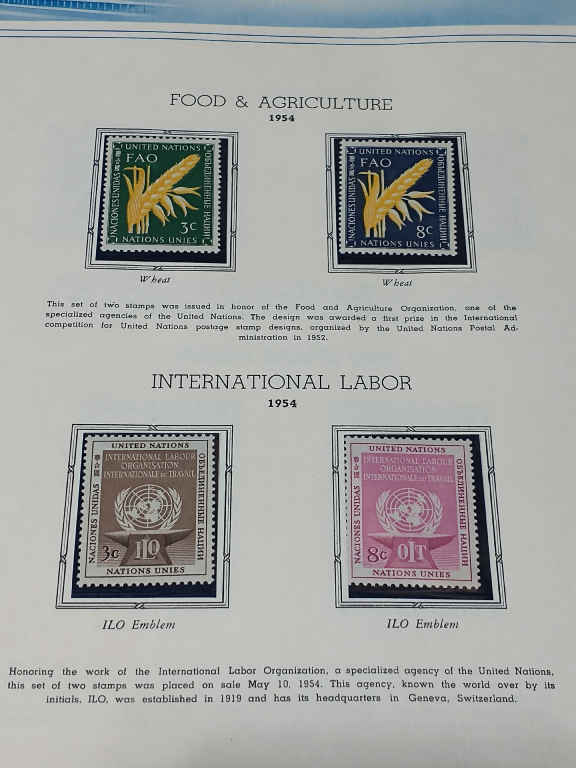 FOOD & AGRICULTURE
1954
UNITED NATIONS
FAO
NACIONES UNIDAS
ОБЪЕДИНЕННЫЕ НАЦИИ
3c
NATIONS UNIES
UNITED NATIONS
FAO
NACIONES UNIDAS
ОБЪЕДИНЕННЫЕ НАЦИИ
8c
NATIONS UNIES
Wheat
Wheat
This set of two stamps was issued in honor of the Food and Agriculture Organization, one of the
specialized agencies of the United Nations. The design was awarded a first prize in the International
competition for United Nations postage stamp designs, organized by the United Nations Postal Ad-
ministration in 1952.
INTERNATIONAL LABOR
1954
UNITED NATIONS
INTERNATIONAL LABOUR
ORGANISATION
INTERNATIONALE DU TRAVAIL
NACIONES UNIDAS
ОБЪЕДИНЕННЫЕ НАЦИИ
3c
ILO
NATIONS UNIES
UNITED NATIONS
INTERNATIONAL LABOUR
ORGANISATION
INTERNATIONALE DU TRAVAIL
NACIONES UNIDAS
ОБЪЕДИНЕННЫЕ НАЦИИ
8c
OIT
NATIONS UNIES
ILO Emblem
ILO Emblem
Honoring the work of the International Labor Organization, a specialized agency of the United Nations,
this set of two stamps was placed on sale May 10, 1954. This agency, known the world over by its
initials, ILO, was established in 1919 and has its headquarters in Geneva, Switzerland.